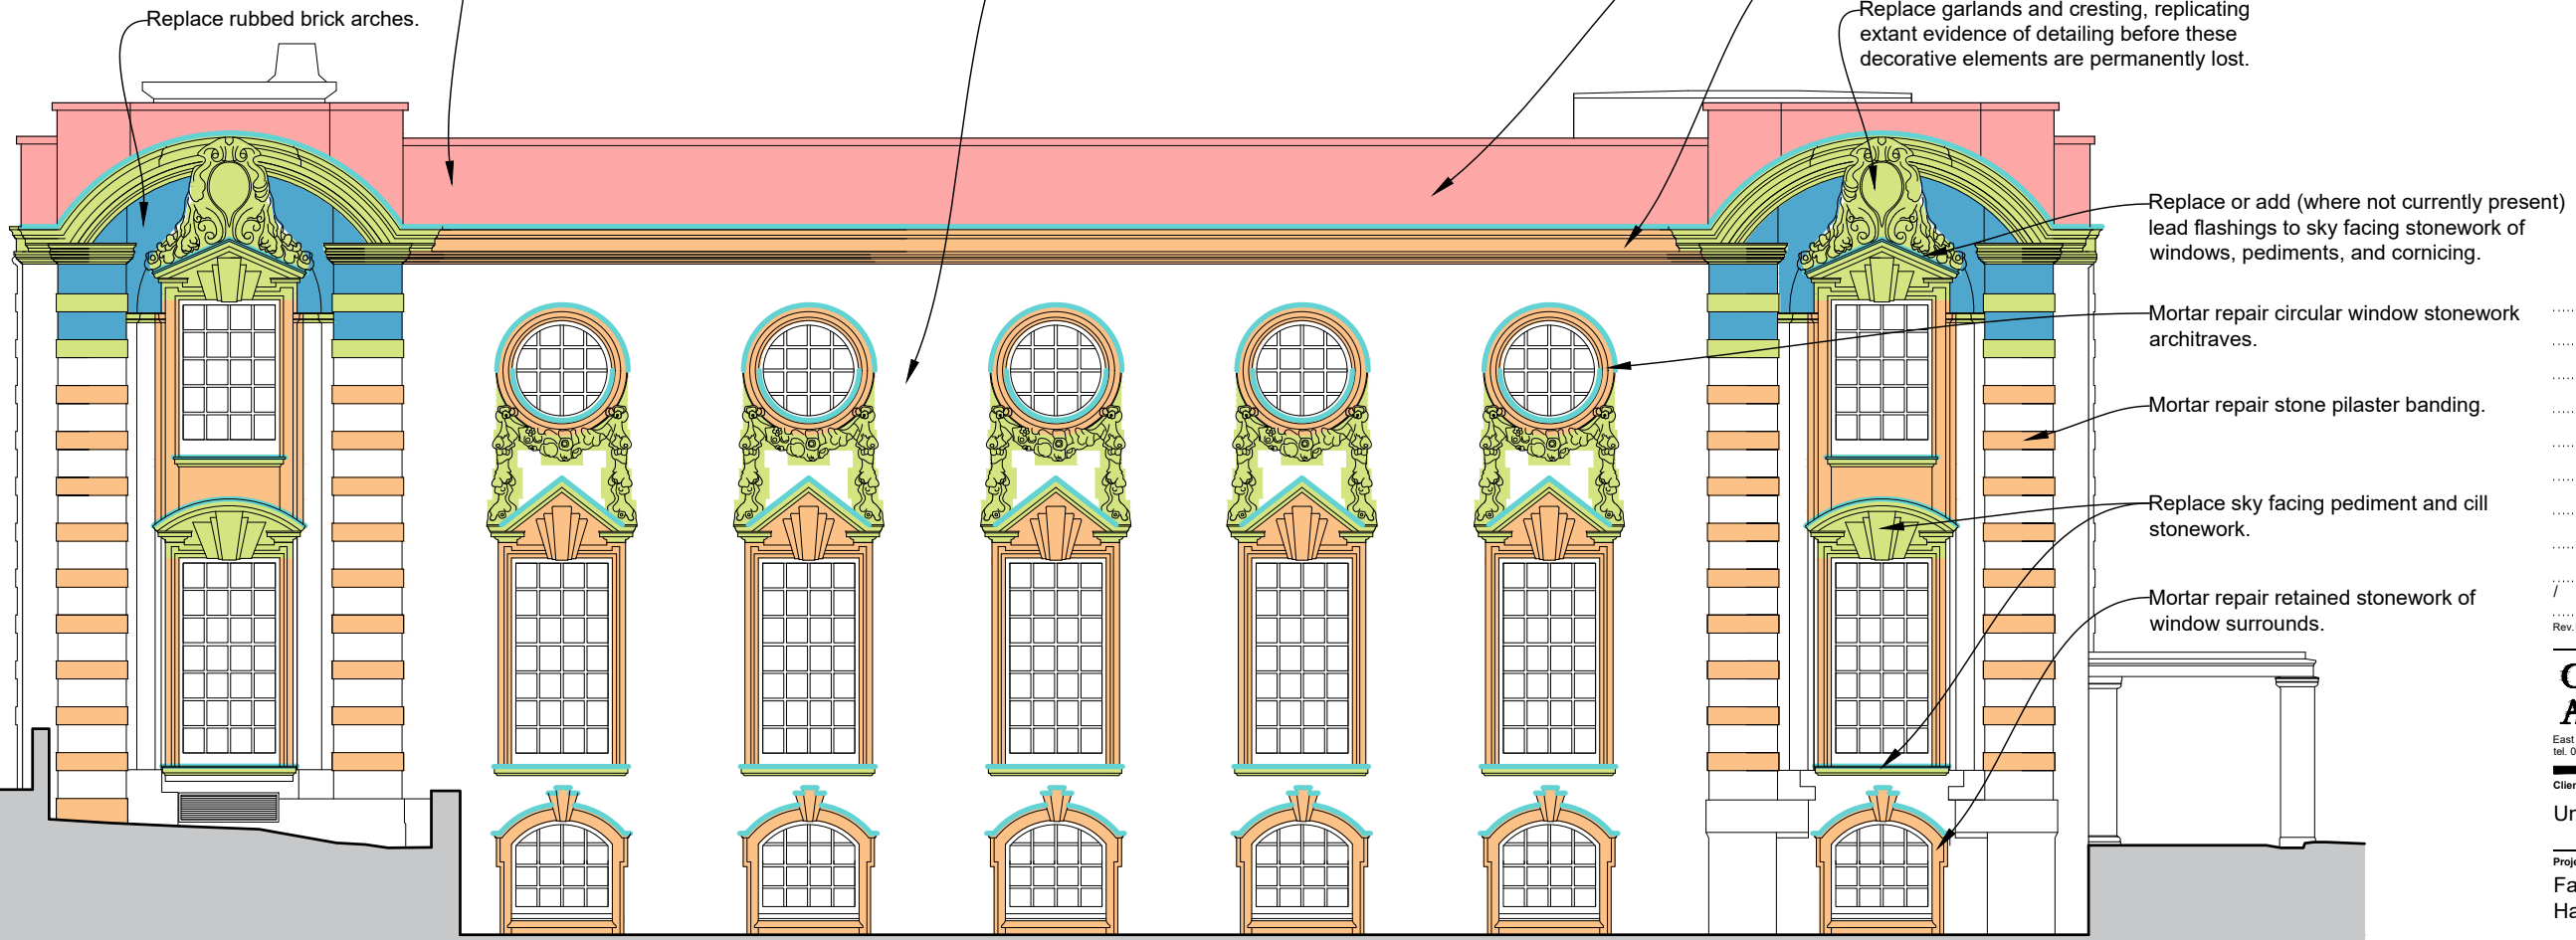 Replace rubbed brick arches.
Replace garlands and cresting, replicating
extant evidence of detailing before these
decorative elements are permanently lost.
Replace or add (where not currently present)
lead flashings to sky facing stonework of
windows, pediments, and cornicing.
Mortar repair circular window stonework
architraves.
Mortar repair stone pilaster banding.
Replace sky facing pediment and cill
stonework.
Mortar repair retained stonework of
window surrounds.
/
Rev.
East
tel. 0